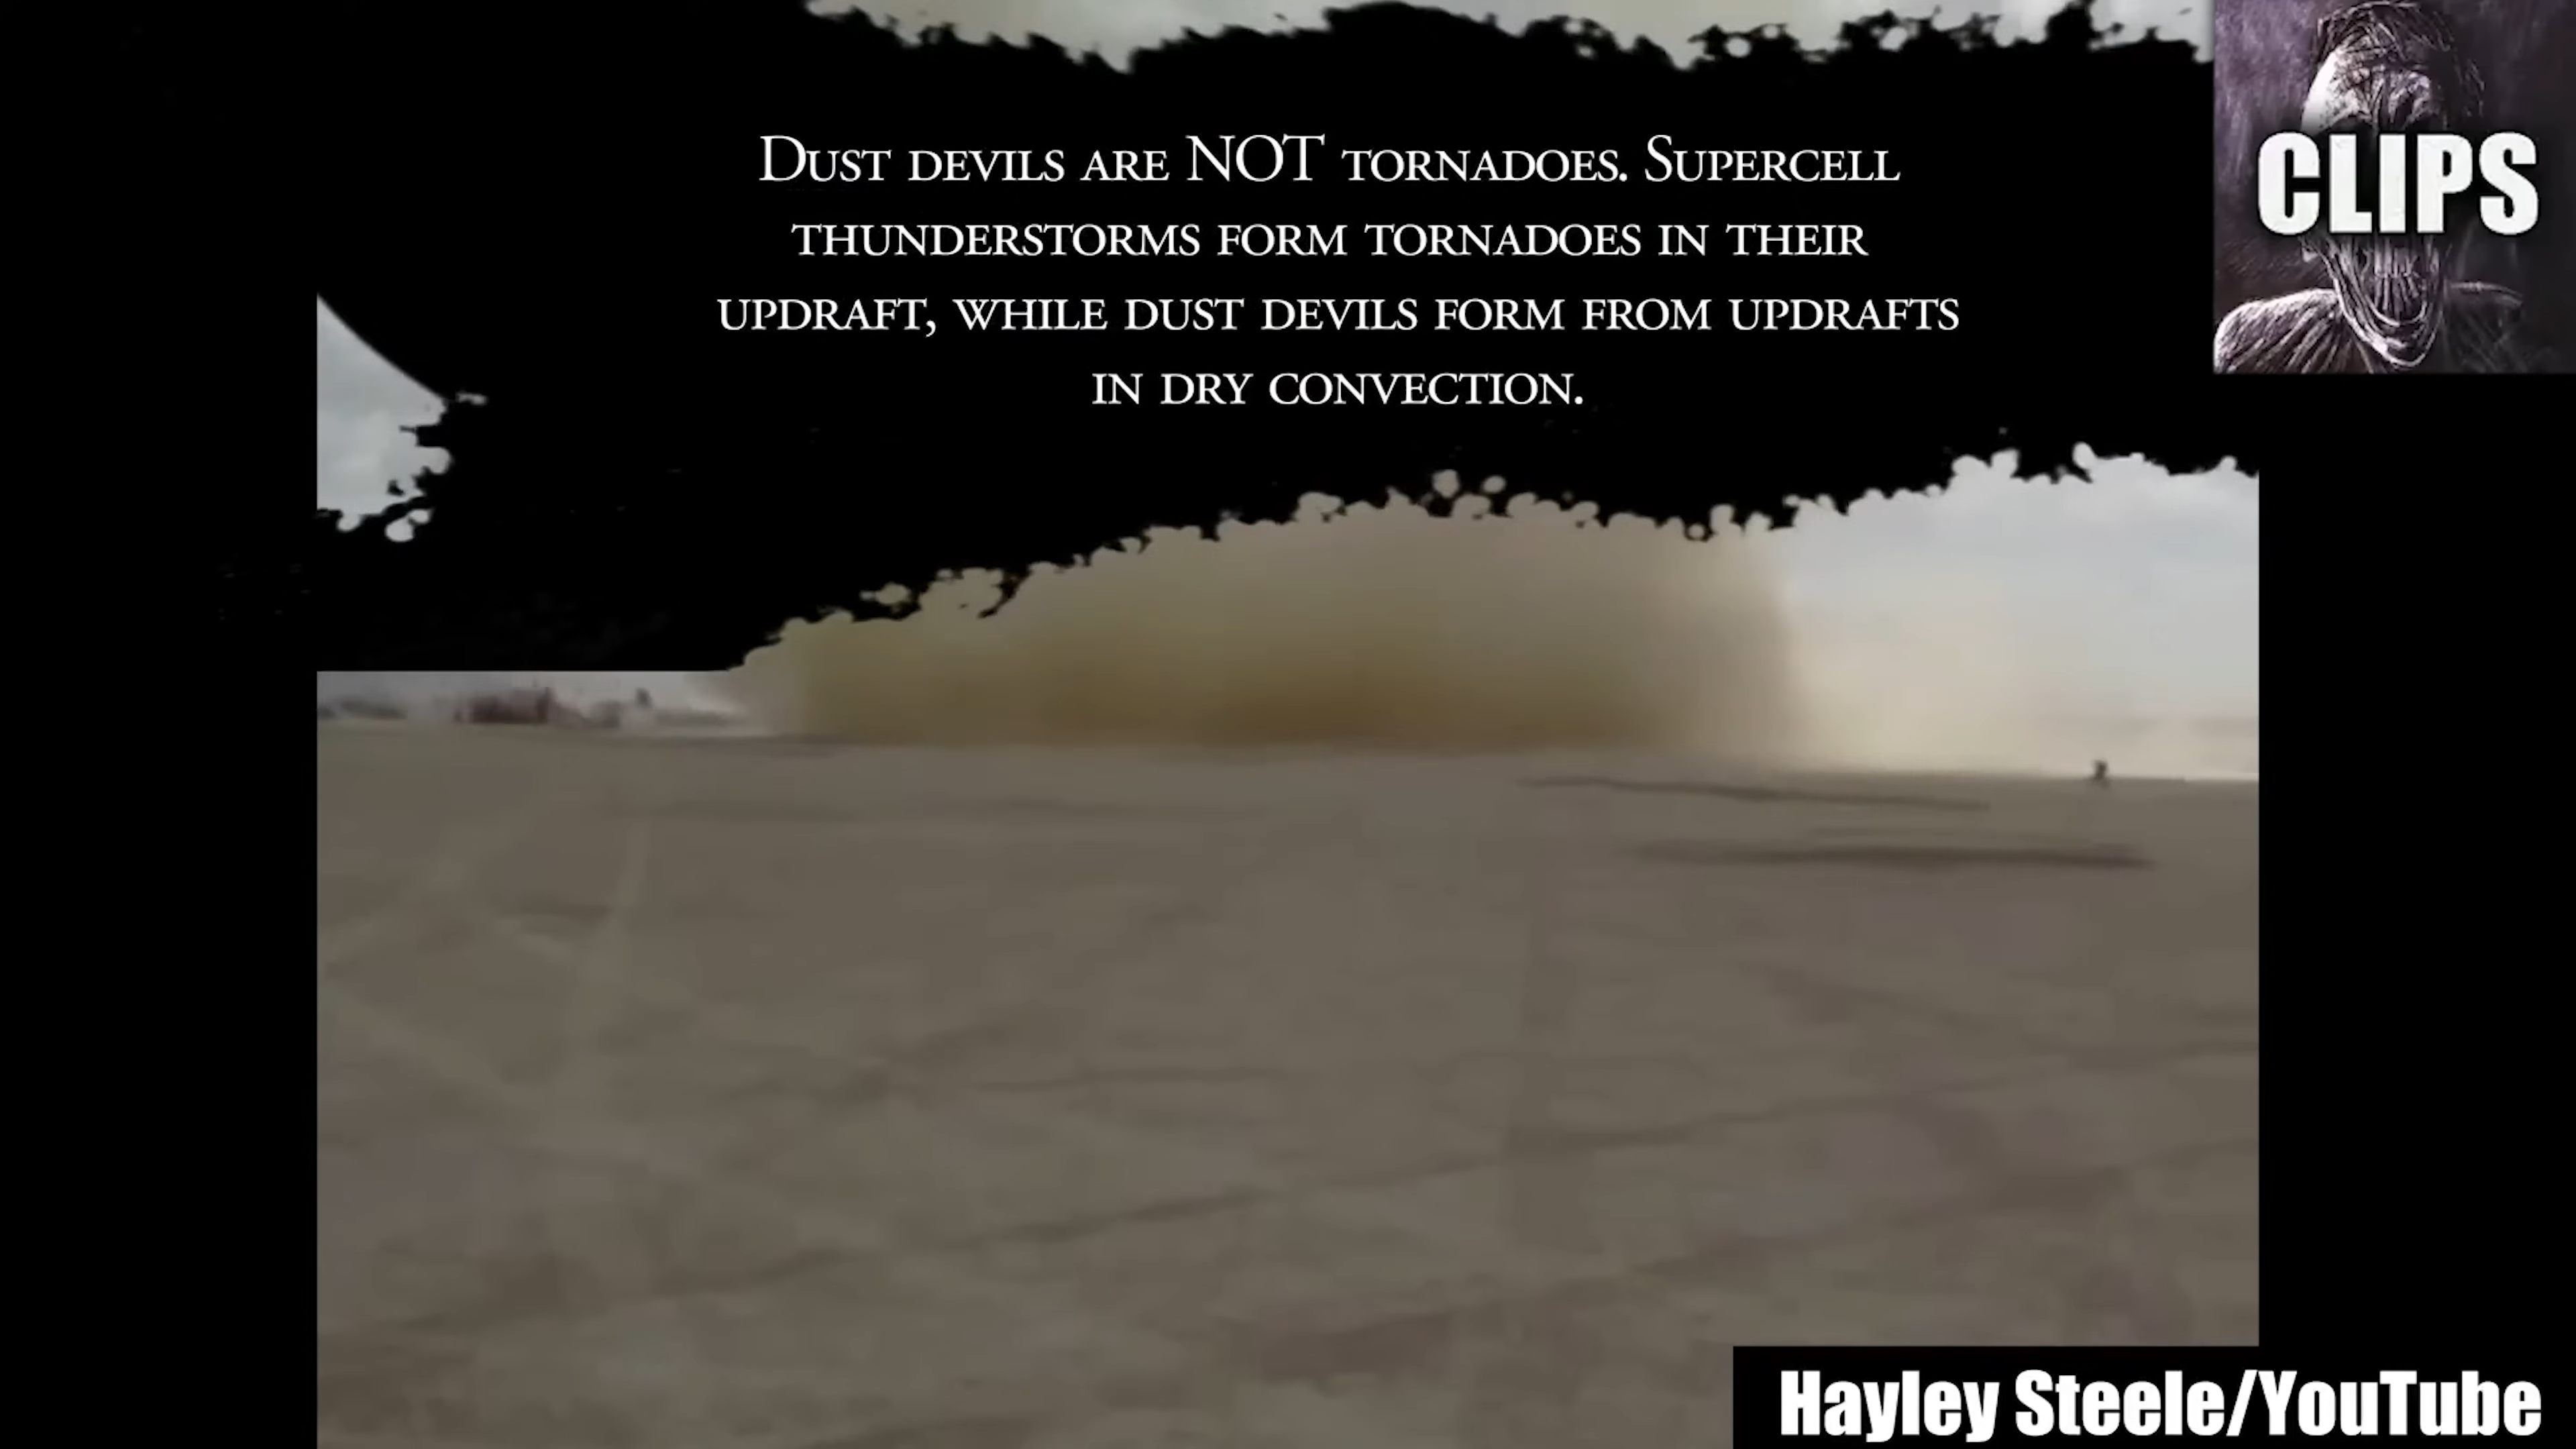 Dust devils are NOT tornadoes. Supercell
thunderstorms form tornadoes in their
updraft, while dust devils form from updrafts
in dry convection.
CLIPS
Hayley Steele/YouTube